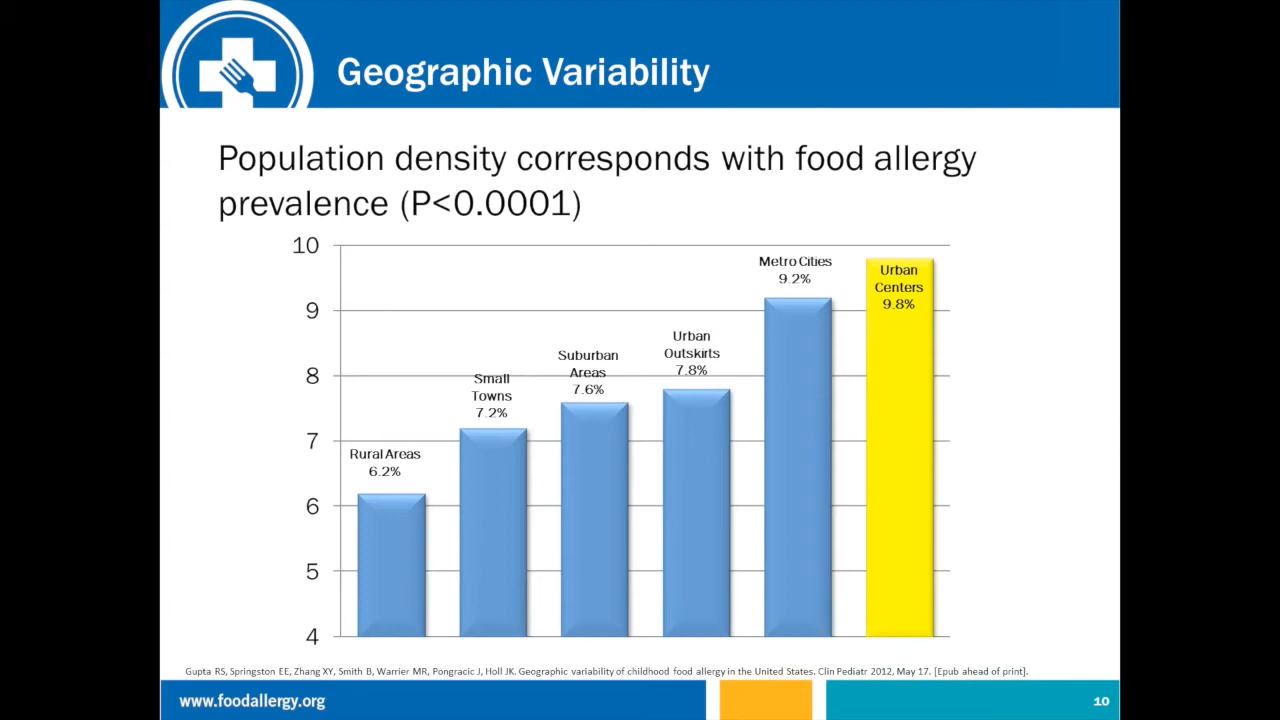 Geographic Variability
Population density corresponds with food allergy
prevalence (P<0.0001)
10
9
8
7
6
5
4
Rural Areas
6.2%
Small
Towns
7.2%
Suburban
Areas
7.6%
Urban
Outskirts
7.8%
Metro Cities
9.2%
Urban
Centers
9.8%
Gupta RS, Springston EE, Zhang XY, Smith B, Warrier MR, Pongracic J, Holl JK. Geographic variability of childhood food allergy in the United States. Clin Pediatr 2012, May 17. [Epub ahead of print].
www.foodallergy.org
10